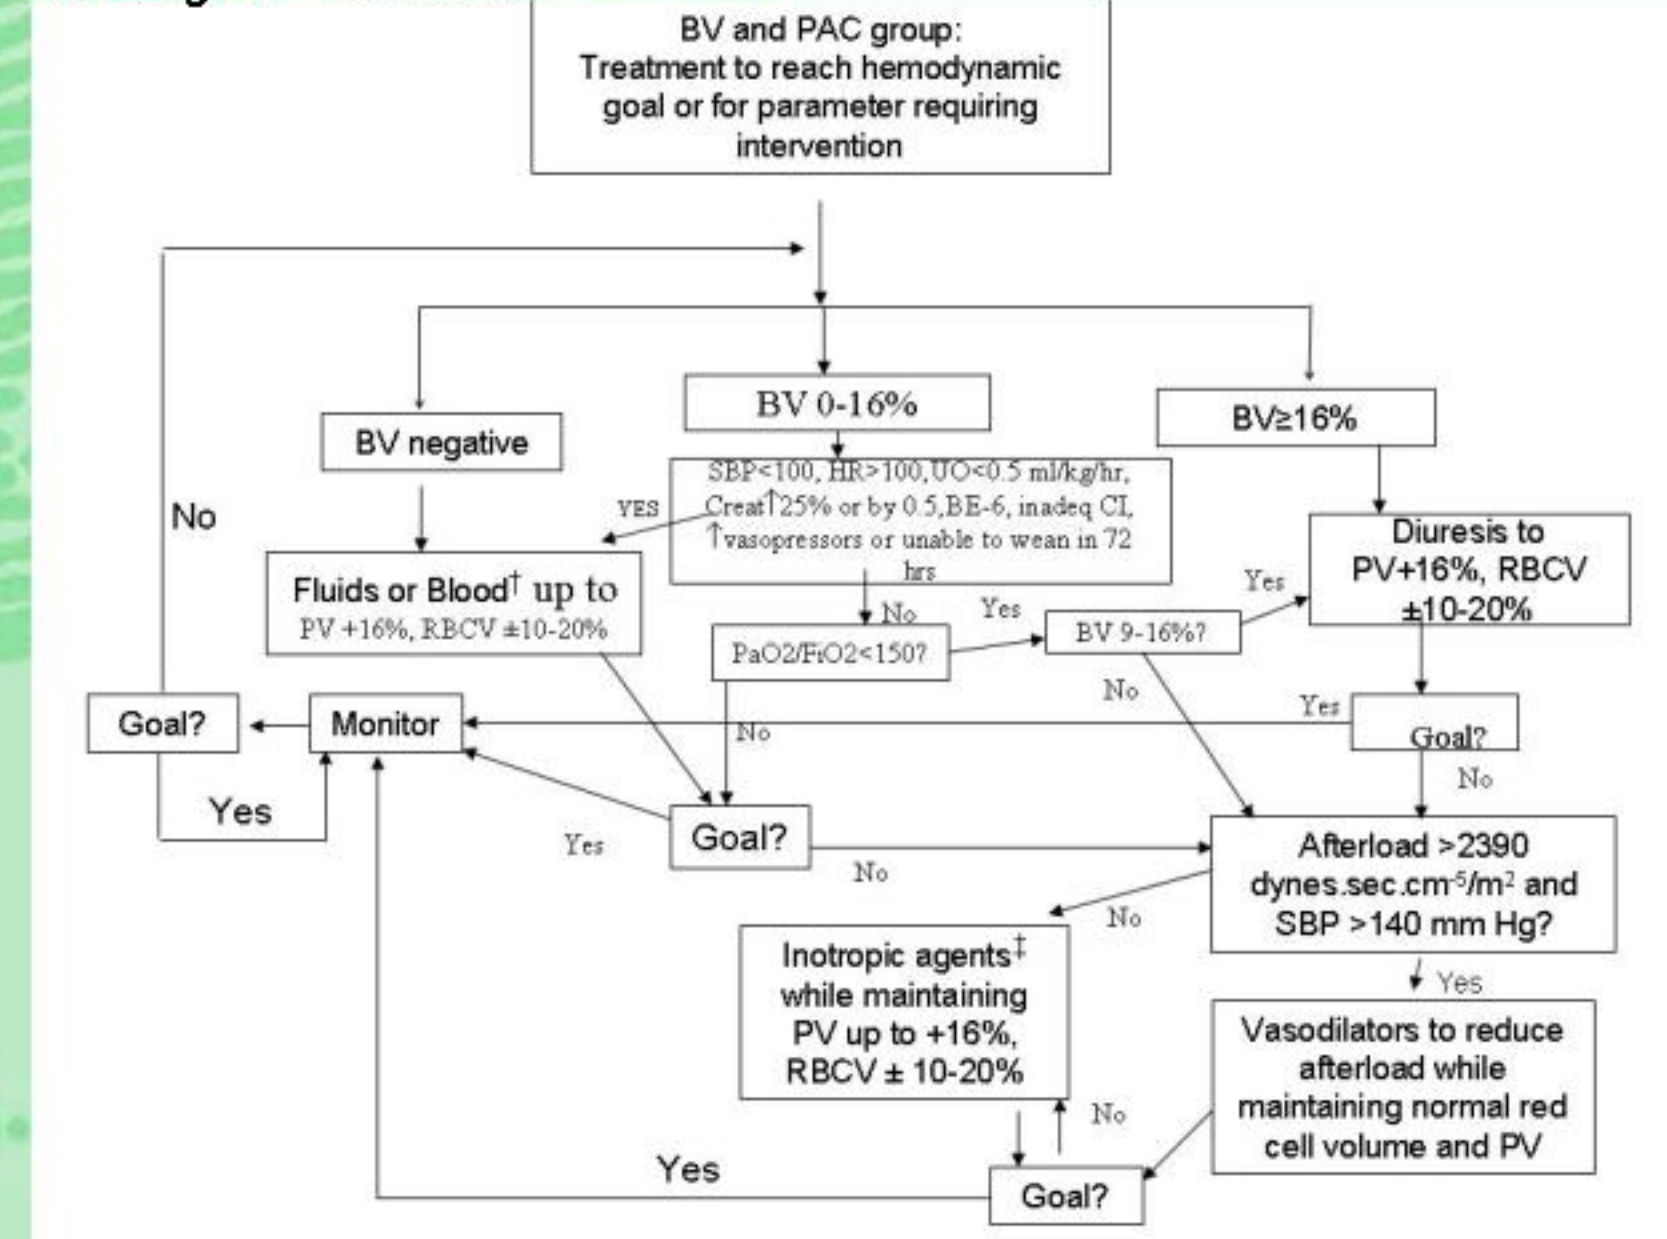 BV and PAC group:
Treatment to reach hemodynamic
goal or for parameter requiring
intervention
BV negative
BV 0-16%
BV≥16%
SBP<100, HR>100, UO<0.5 ml/kg/hr,
Creat↑25% or by 0.5, BE-6, inadeq CI,
↑vasopressors or unable to wean in 72
hrs
YES
No
Fluids or Blood† up to
PV +16%, RBCV ±10-20%
No
PaO2/FiO2<150?
Yes
BV 9-16%?
Yes
Diuresis to
PV+16%, RBCV
±10-20%
No
Goal?
Monitor
No
Yes
Goal?
No
Yes
Yes
Goal?
No
Afterload >2390
dynes.sec.cm⁻⁵/m² and
SBP >140 mm Hg?
No
Yes
Inotropic agents‡
while maintaining
PV up to +16%,
RBCV ± 10-20%
Vasodilators to reduce
afterload while
maintaining normal red
cell volume and PV
No
Yes
Goal?